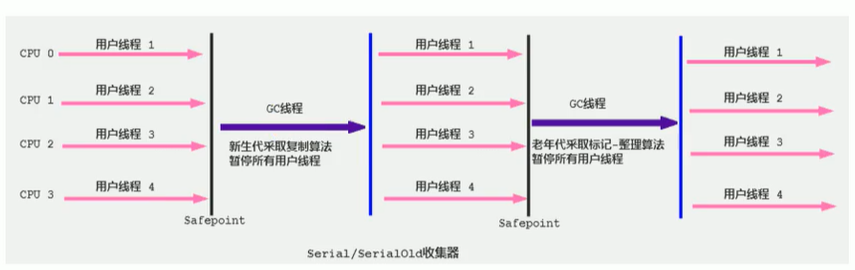 CPU 0
用户线程 1
用户线程 1
用户线程 1
CPU 1
用户线程 2
用户线程 2
用户线程 2
GC线程
GC线程
CPU 2
用户线程 3
用户线程 3
用户线程 3
新生代采取复制算法
暂停所有用户线程
老年代采取标记-整理算法
暂停所有用户线程
CPU 3
用户线程 4
用户线程 4
用户线程 4
Safepoint
Safepoint
Serial/SerialOld收集器